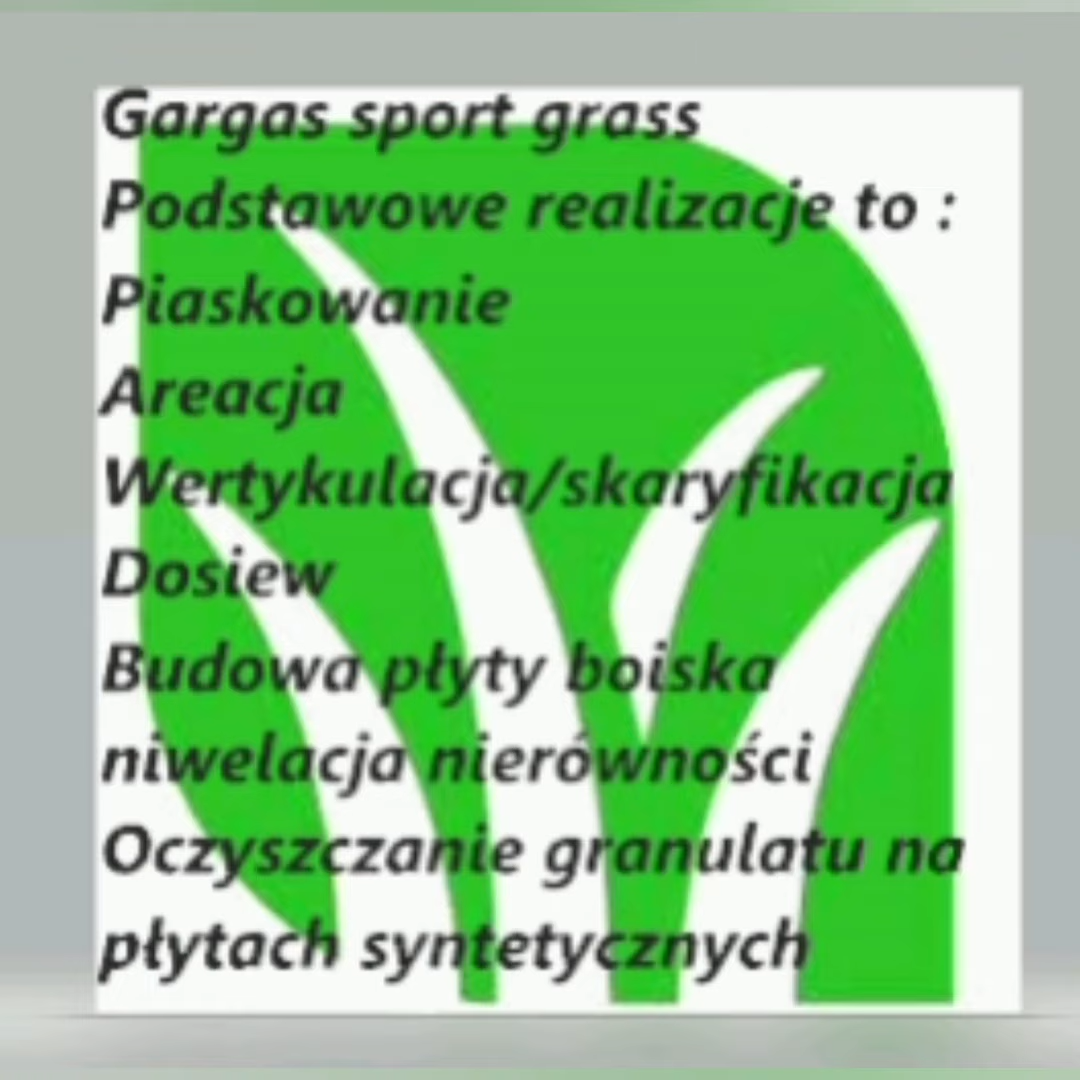 Gargas sport grass
Podstawowe realizacje to :
Piaskowanie
Areacja
Wertykulacja/skaryfikacja
Dosiew
Budowa płyty boiska
niwelacja nierówności
Oczyszczanie granulatu na
płytach syntetycznych